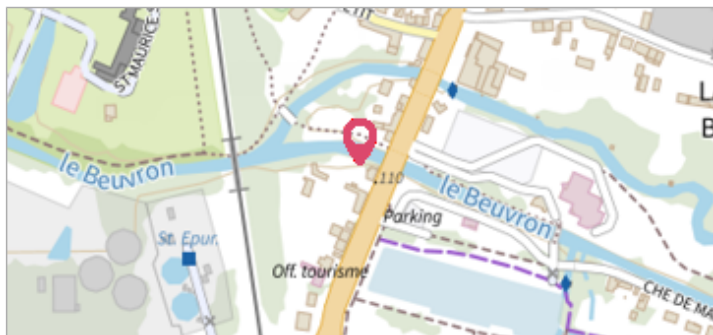 ST MAURICE
le Beuvron
.110
le Beuvron
Parking
St. Epur.
Off. tourisme
CHE DE MA
L
B